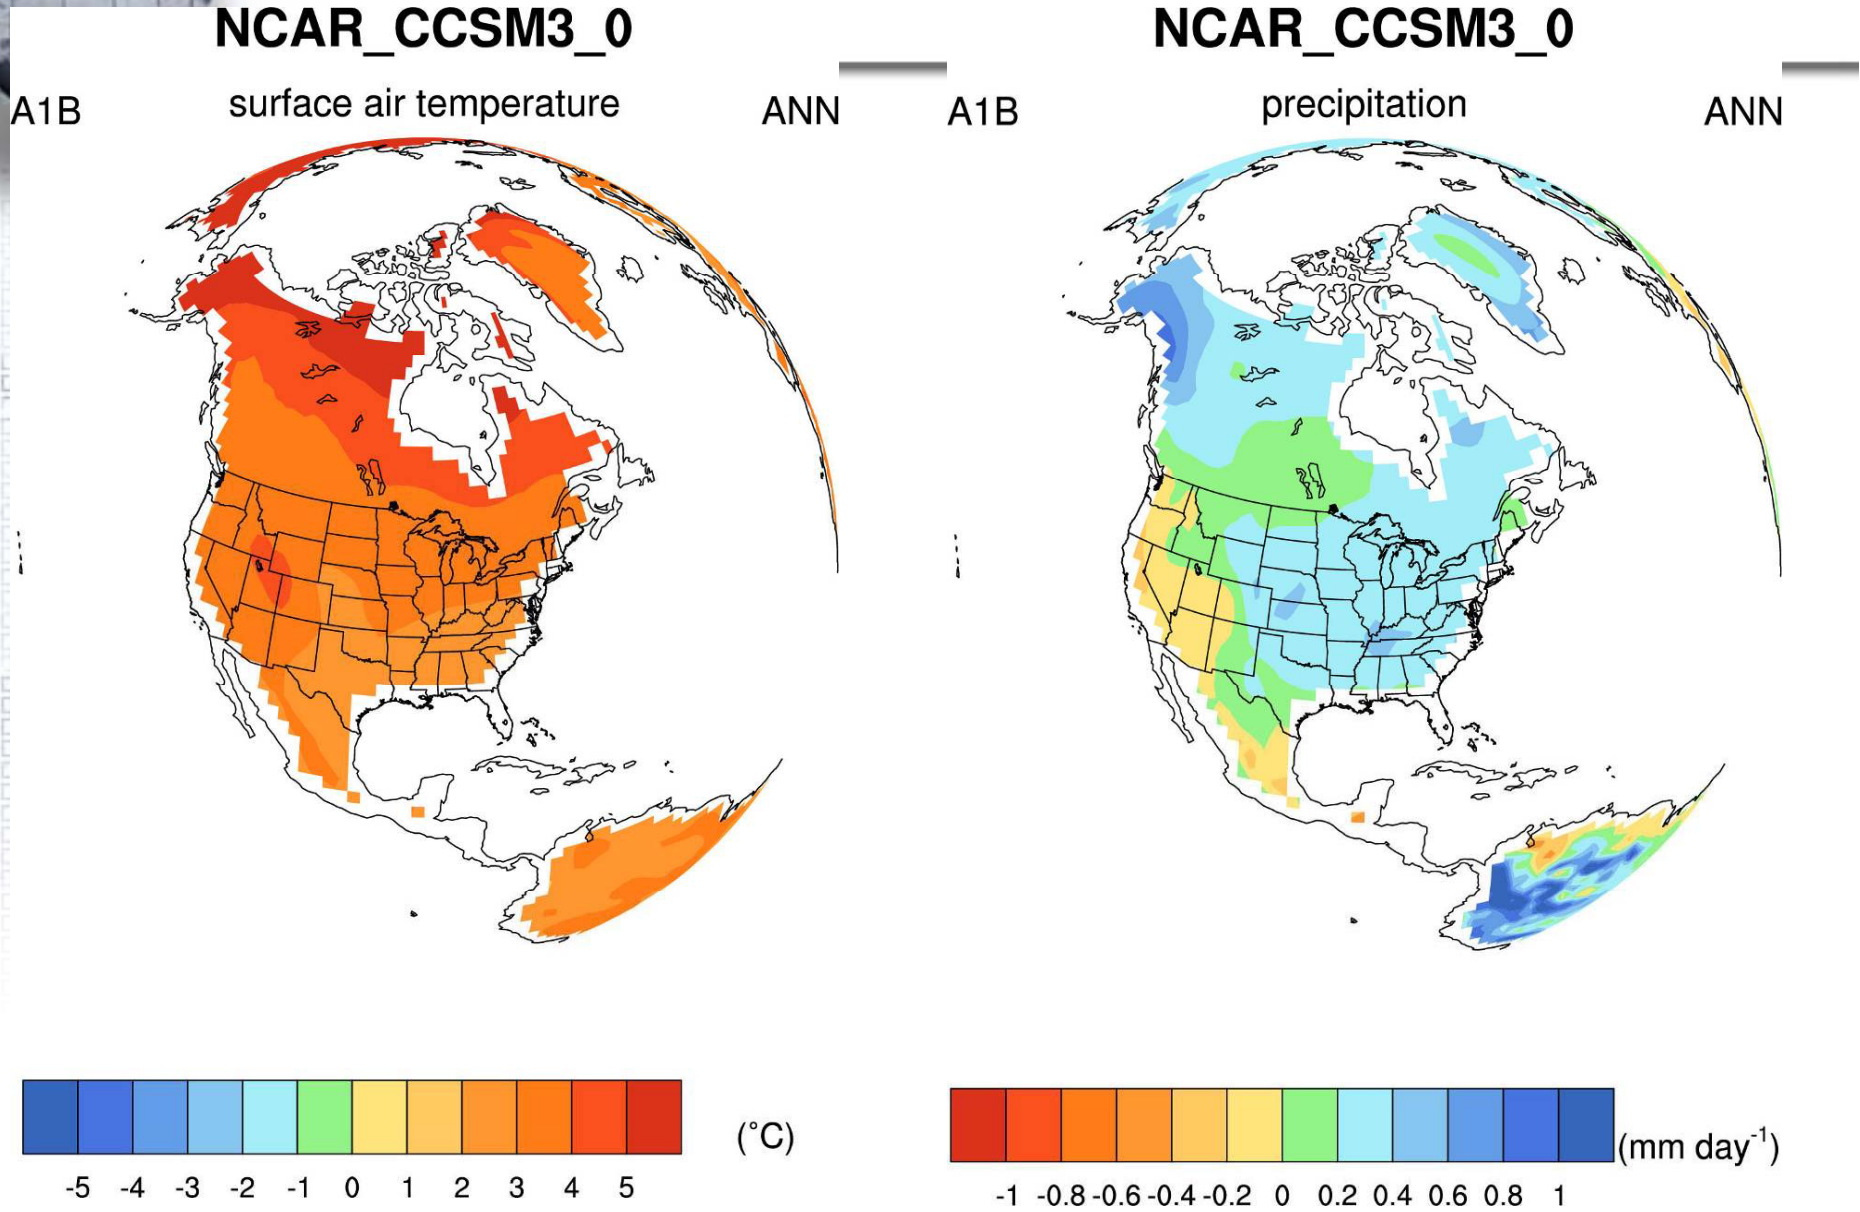 NCAR_CCSM3_0
A1B
surface air temperature
ANN
-5 -4 -3 -2 -1 0 1 2 3 4 5
(°C)
NCAR_CCSM3_0
A1B
precipitation
ANN
-1 -0.8 -0.6 -0.4 -0.2 0 0.2 0.4 0.6 0.8 1
(mm day⁻¹)